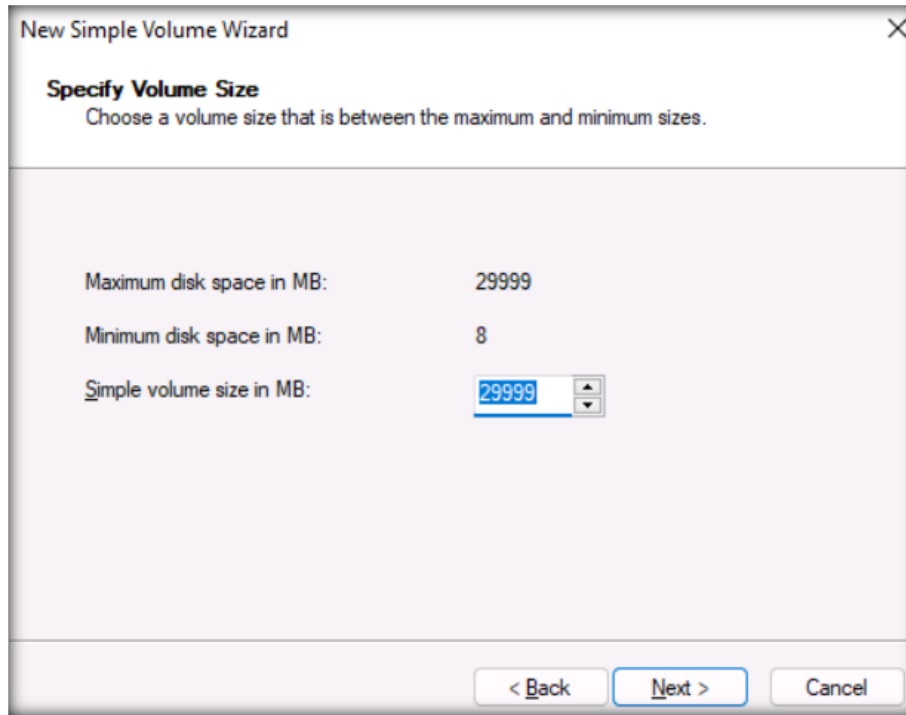 New Simple Volume Wizard
Specify Volume Size
Choose a volume size that is between the maximum and minimum sizes.
Maximum disk space in MB: 29999
Minimum disk space in MB: 8
Simple volume size in MB: 29999
< Back Next > Cancel